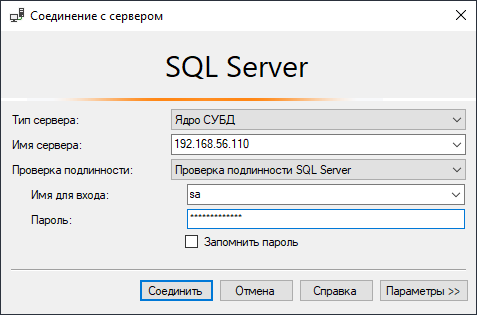 Соединение с сервером
SQL Server
Тип сервера: Ядро СУБД
Имя сервера: 192.168.56.110
Проверка подлинности: Проверка подлинности SQL Server
Имя для входа: sa
Пароль: *************
Запомнить пароль
Соединить Отмена Справка Параметры >>